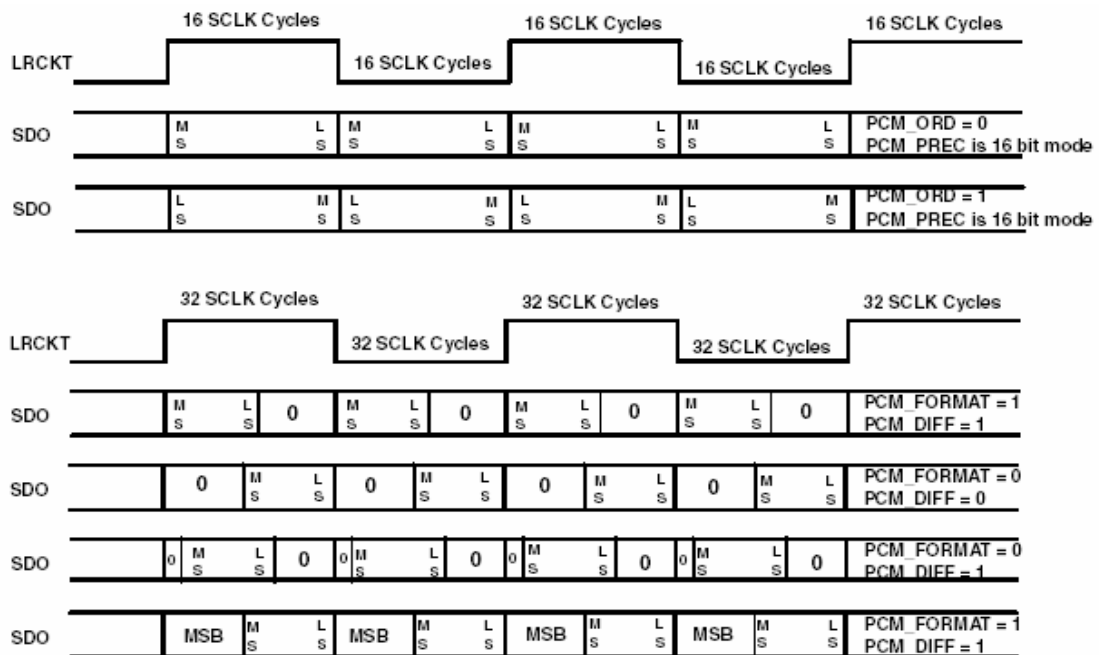 16 SCLK Cycles 16 SCLK Cycles 16 SCLK Cycles
LRCKT 16 SCLK Cycles 16 SCLK Cycles
SDO M L M L M L M L PCM_ORD = 0
S S S S S S S S PCM_PREC is 16 bit mode
SDO L M L M L M L M PCM_ORD = 1
S S S S S S S S PCM_PREC is 16 bit mode
32 SCLK Cycles 32 SCLK Cycles 32 SCLK Cycles
LRCKT 32 SCLK Cycles 32 SCLK Cycles
SDO M L 0 M L 0 M L 0 M L 0 PCM_FORMAT = 1
S S S S S S S S PCM_DIFF = 1
SDO 0 M L 0 M L 0 M L 0 M L PCM_FORMAT = 0
S S S S S S S S PCM_DIFF = 0
SDO 0 M L 0 0 M L 0 0 M L 0 0 M L 0 PCM_FORMAT = 0
S S S S S S S S PCM_DIFF = 1
SDO MSB M L MSB M L MSB M L MSB M L PCM_FORMAT = 1
S S S S S S S S PCM_DIFF = 1